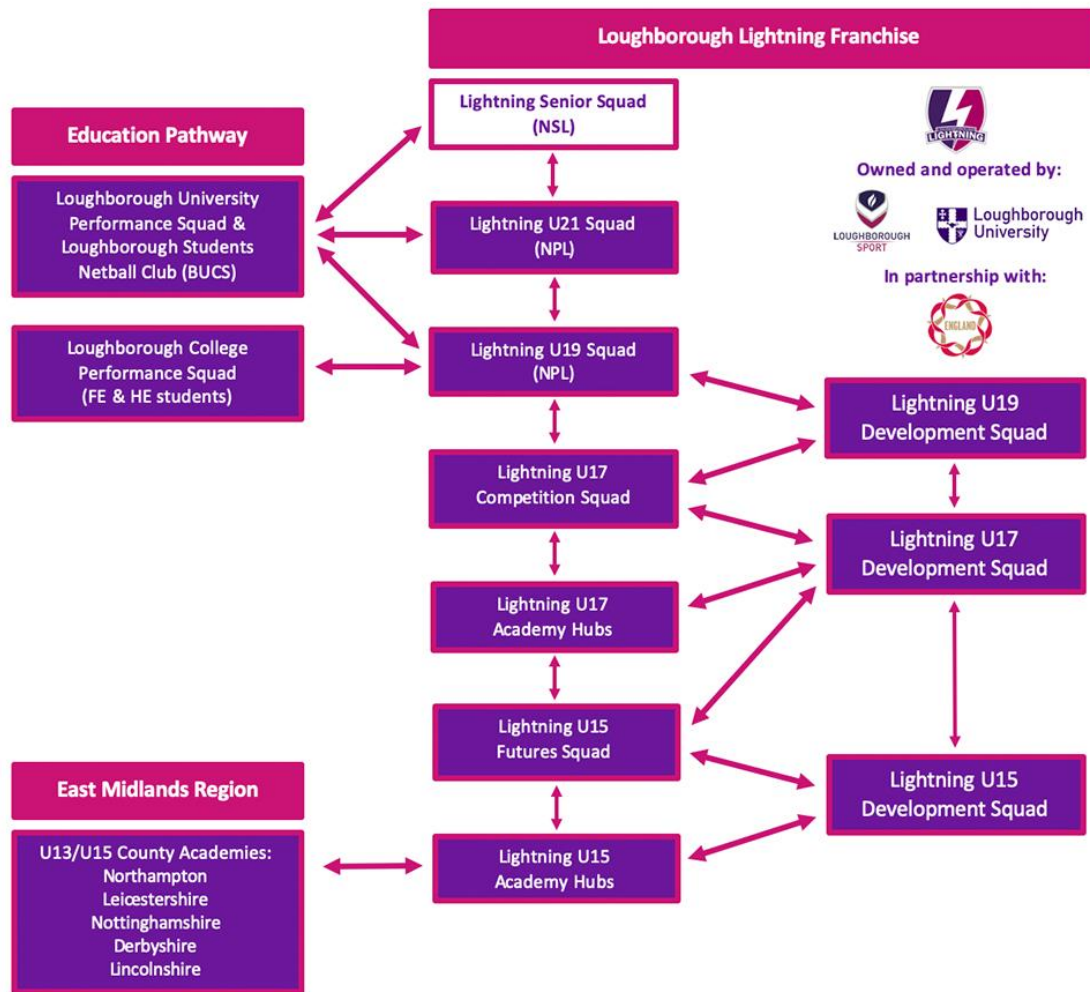 Loughborough Lightning Franchise
Lightning Senior Squad
(NSL)
LIGHTNING
Owned and operated by:
LOUGHBOROUGH
SPORT
Loughborough
University
In partnership with:
ENGLAND
Education Pathway
Loughborough University
Performance Squad &
Loughborough Students
Netball Club (BUCS)
Lightning U21 Squad
(NPL)
Loughborough College
Performance Squad
(FE & HE students)
Lightning U19 Squad
(NPL)
Lightning U19
Development Squad
Lightning U17
Competition Squad
Lightning U17
Development Squad
Lightning U17
Academy Hubs
Lightning U15
Futures Squad
Lightning U15
Development Squad
East Midlands Region
U13/U15 County Academies:
Northampton
Leicestershire
Nottinghamshire
Derbyshire
Lincolnshire
Lightning U15
Academy Hubs